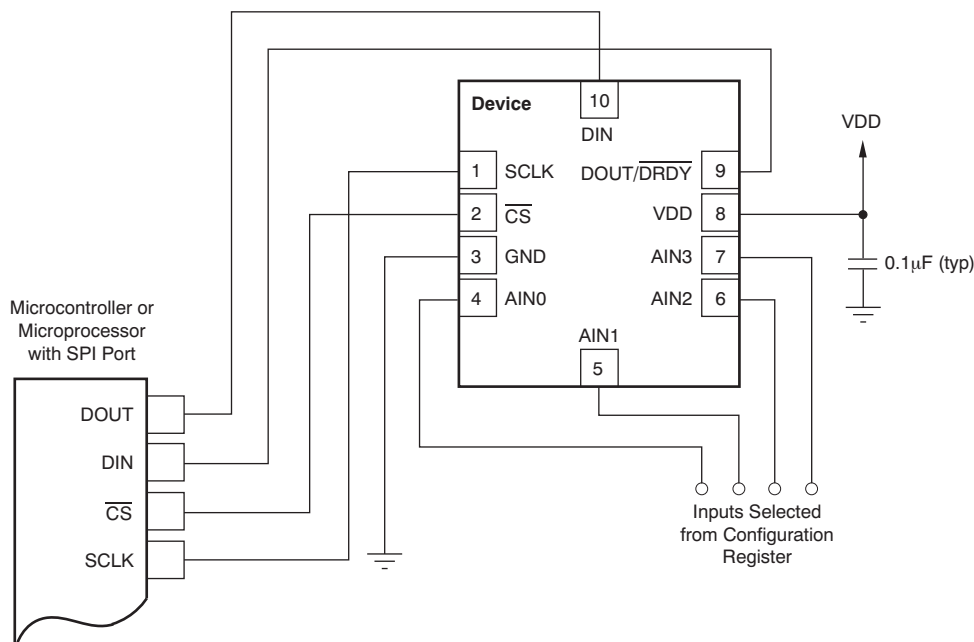 Device
10
DIN
VDD
1 SCLK
DOUT/DRDY 9
2 CS
VDD 8
3 GND
AIN3 7
0.1μF (typ)
4 AIN0
AIN2 6
AIN1
5
Microcontroller or
Microprocessor
with SPI Port
DOUT
DIN
CS
SCLK
Inputs Selected
from Configuration
Register